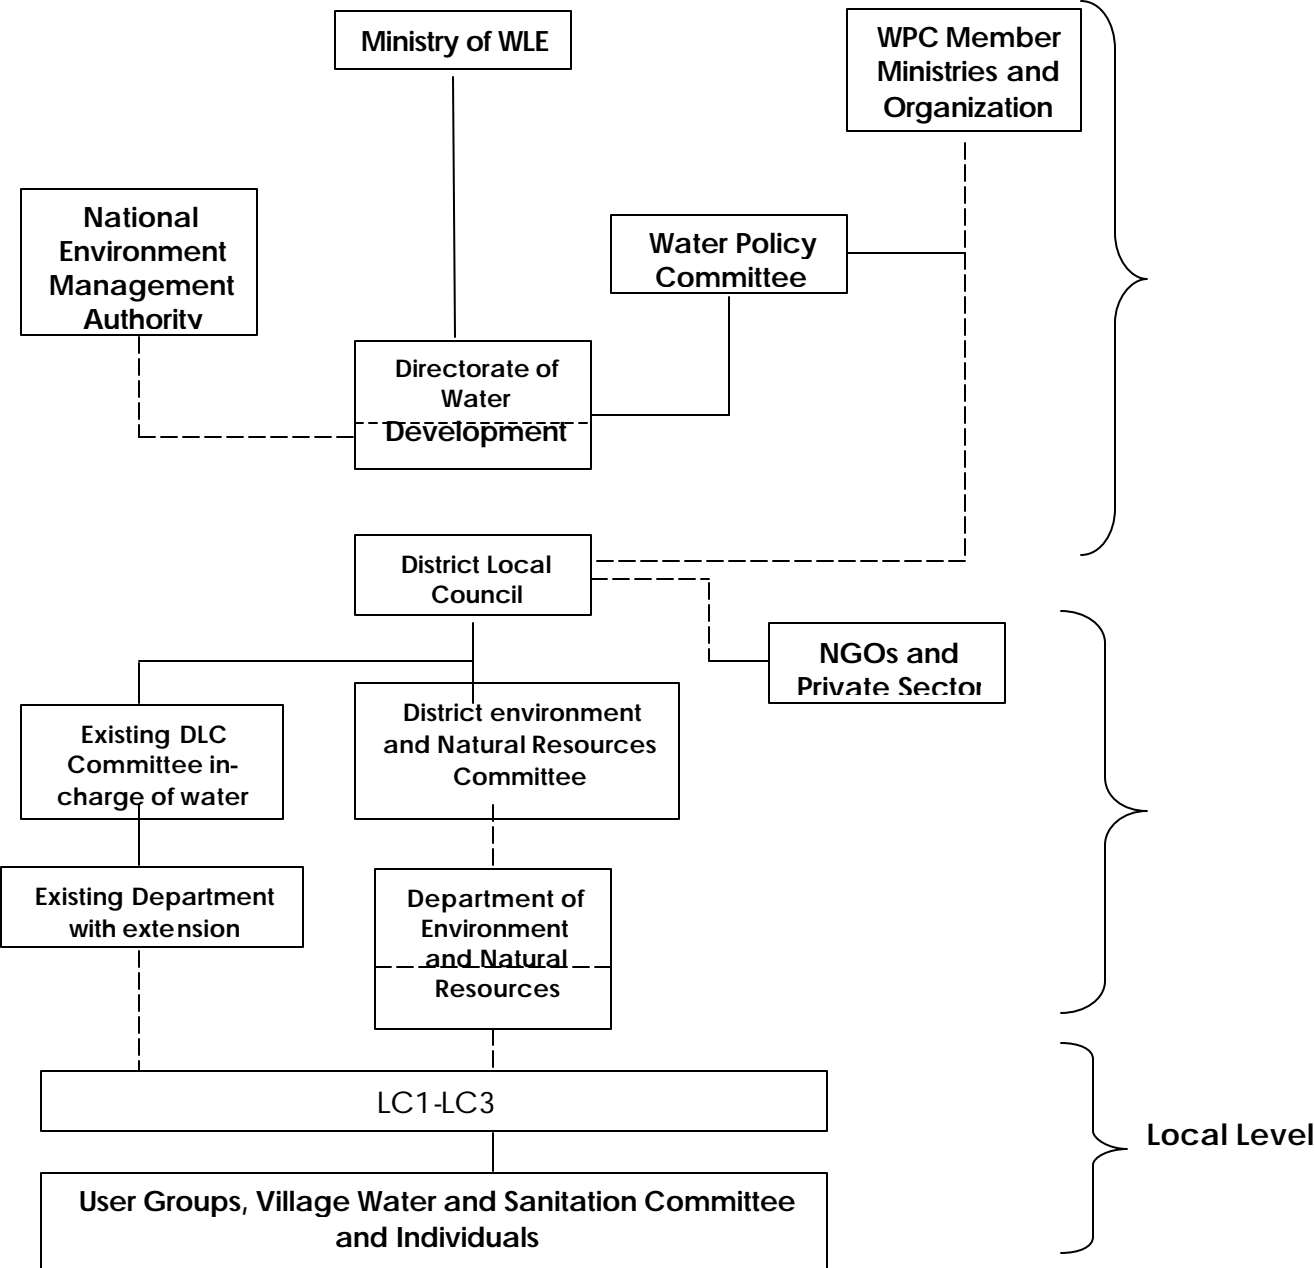 Ministry of WLE
WPC Member
Ministries and
Organization
National
Environment
Management
Authority
Water Policy
Committee
Directorate of
Water
Development
District Local
Council
NGOs and
Private Sector
Existing DLC
Committee in-
charge of water
District environment
and Natural Resources
Committee
Existing Department
with extension
Department of
Environment
and Natural
Resources
LC1-LC3
Local Level
User Groups, Village Water and Sanitation Committee
and Individuals